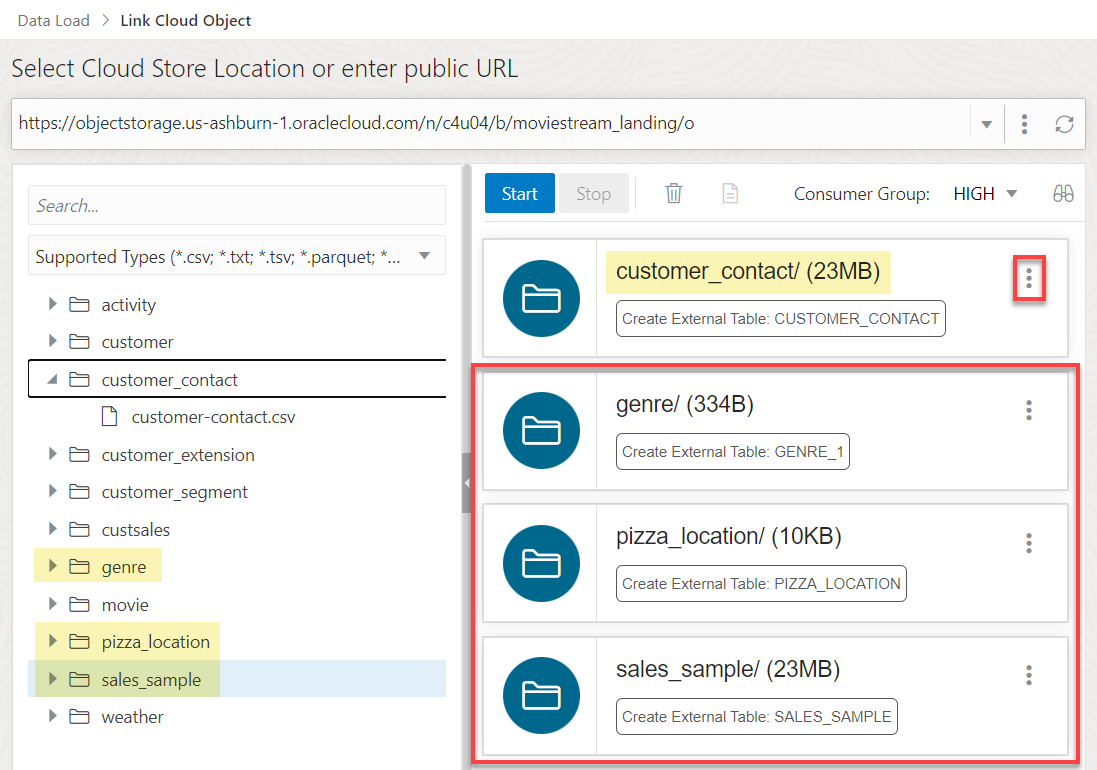 Data Load > Link Cloud Object
Select Cloud Store Location or enter public URL
https://objectstorage.us-ashburn-1.oraclecloud.com/n/c4u04/b/moviestream_landing/o
Search...
Supported Types (*.csv; *.txt; *.tsv; *.parquet; *...
activity
customer
customer_contact
customer-contact.csv
customer_extension
customer_segment
custsales
genre
movie
pizza_location
sales_sample
weather
Start Stop Consumer Group: HIGH
customer_contact/ (23MB)
Create External Table: CUSTOMER_CONTACT
genre/ (334B)
Create External Table: GENRE_1
pizza_location/ (10KB)
Create External Table: PIZZA_LOCATION
sales_sample/ (23MB)
Create External Table: SALES_SAMPLE